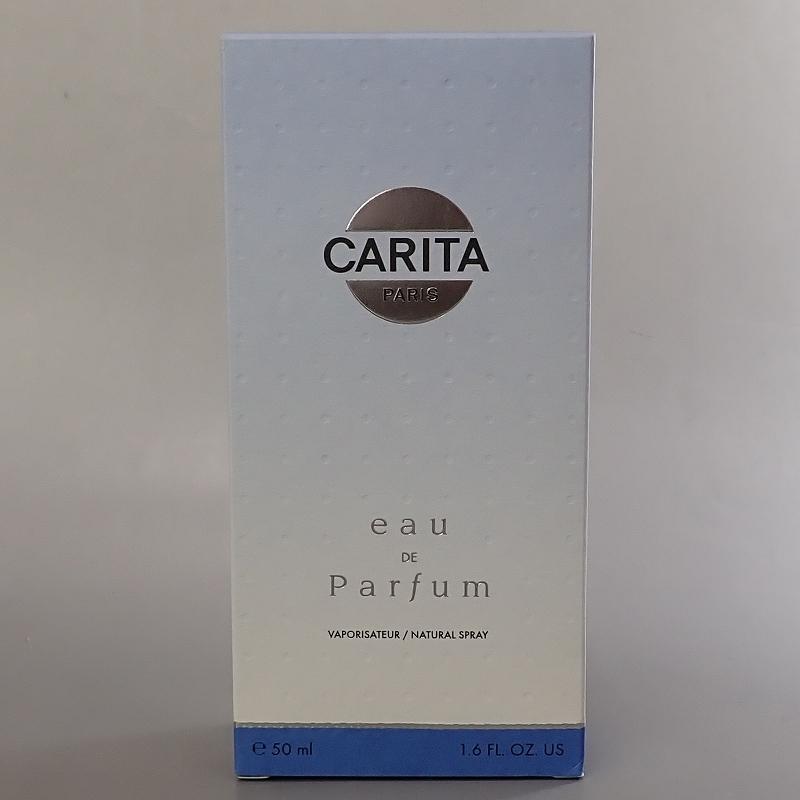 CARITA
PARIS
eau
DE
Parfum
VAPORISATEUR / NATURAL SPRAY
℮ 50 ml
1.6 FL. OZ. US